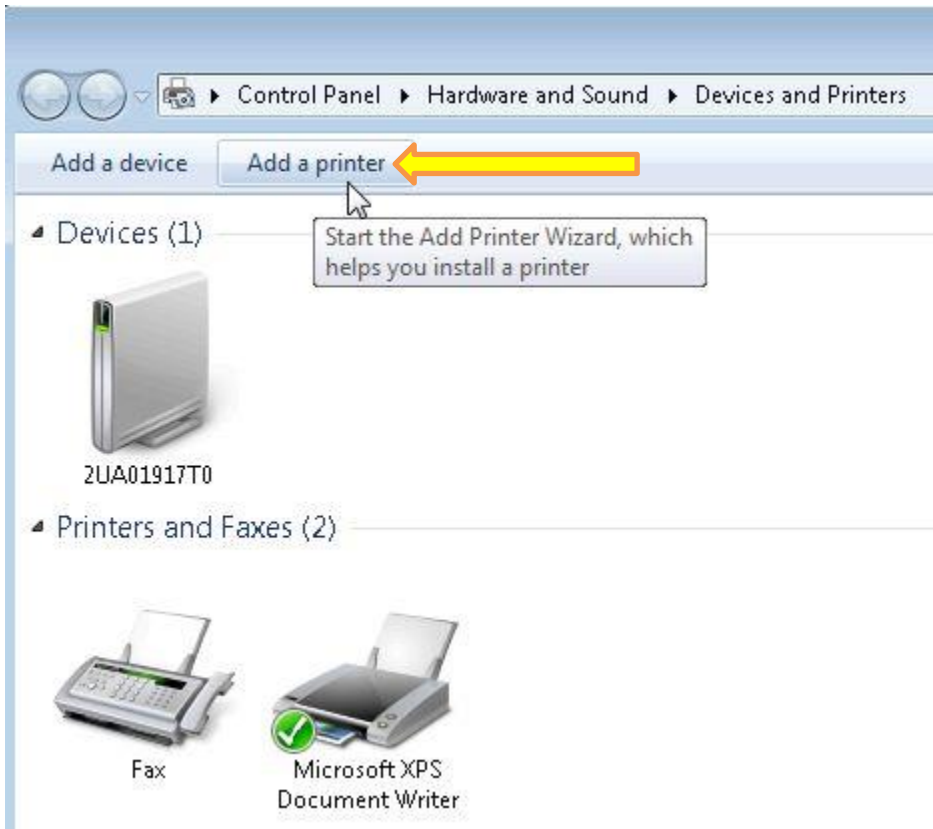 Control Panel ▸ Hardware and Sound ▸ Devices and Printers
Add a device Add a printer
Devices (1)
Start the Add Printer Wizard, which
helps you install a printer
2UA01917T0
Printers and Faxes (2)
Fax
Microsoft XPS
Document Writer